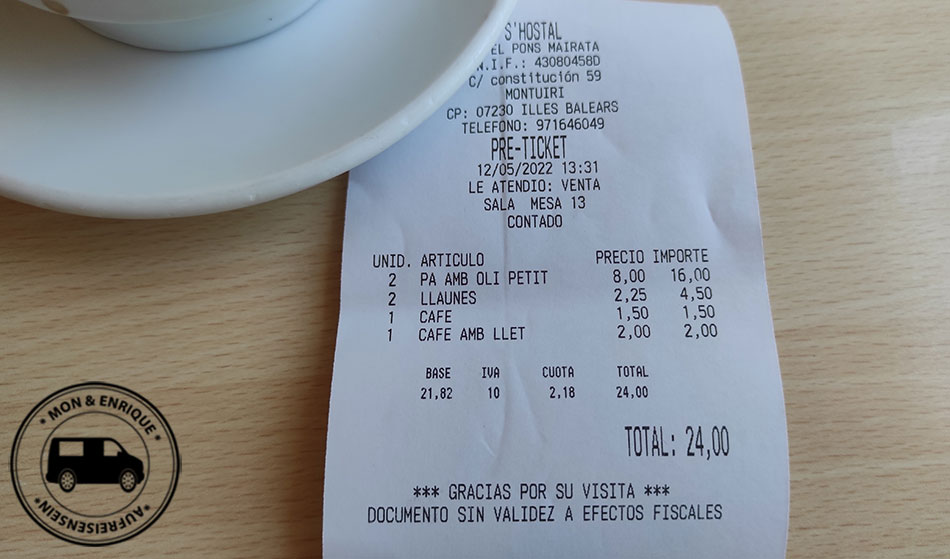 S'HOSTAL
EL PONS MAIRATA
N.I.F.: 43080458D
C/ constitución 59
MONTUIRI
CP: 07230 ILLES BALEARS
TELEFONO: 971646049
PRE-TICKET
12/05/2022 13:31
LE ATENDIO: VENTA
SALA MESA 13
CONTADO
UNID. ARTICULO PRECIO IMPORTE
2 PA AMB OLI PETIT 8,00 16,00
2 LLAUNES 2,25 4,50
1 CAFE 1,50 1,50
1 CAFE AMB LLET 2,00 2,00
BASE IVA CUOTA TOTAL
21,82 10 2,18 24,00
TOTAL: 24,00
*** GRACIAS POR SU VISITA ***
DOCUMENTO SIN VALIDEZ A EFECTOS FISCALES
* MON & ENRIQUE *
*AUFREISENSEIN*